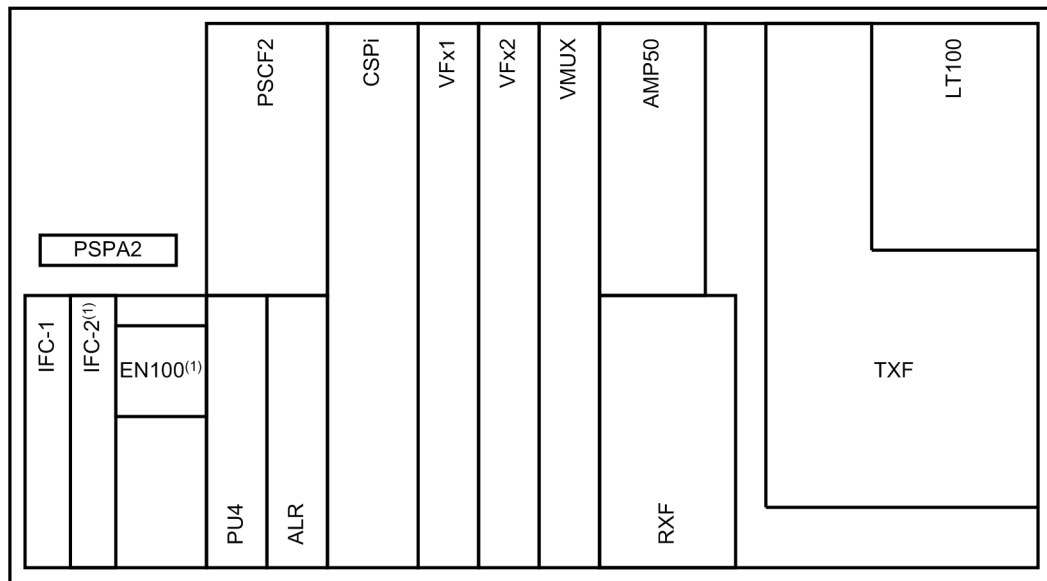 PSCF2
CSPi
VFx1
VFx2
VMUX
AMP50
LT100
PSPA2
IFC-1
IFC-2(1)
EN100(1)
TXF
PU4
ALR
RXF